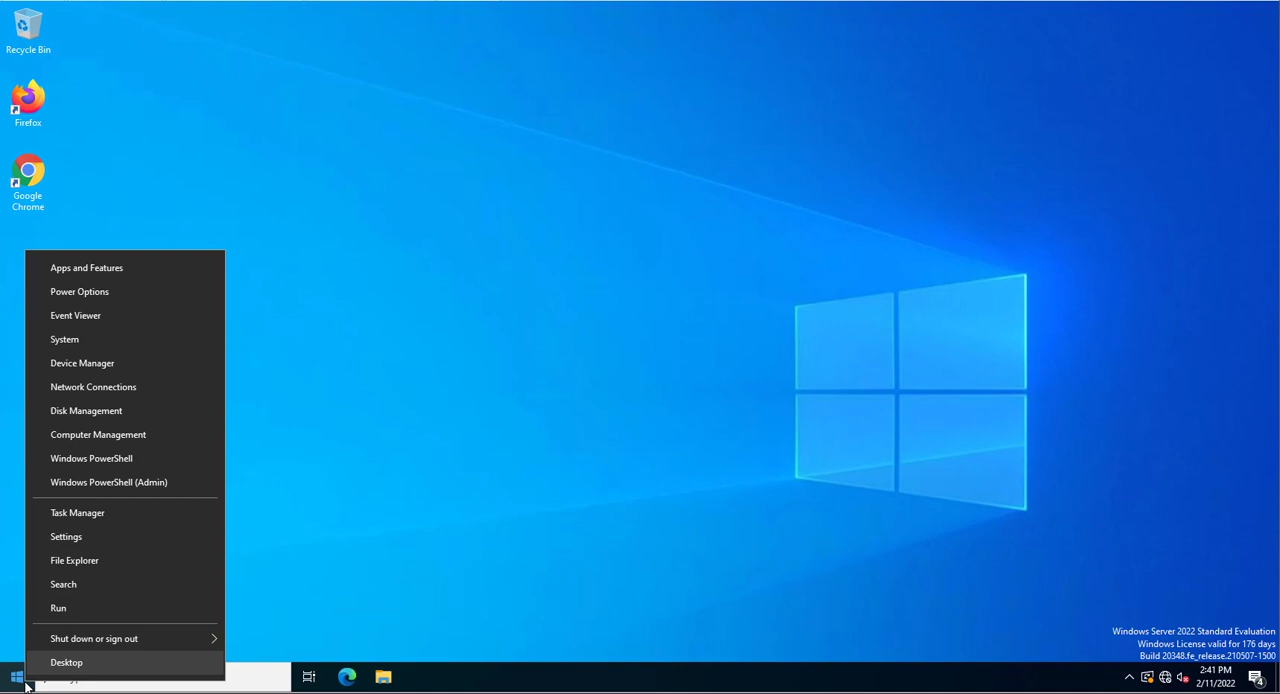 Recycle Bin
Firefox
Google
Chrome
Apps and Features
Power Options
Event Viewer
System
Device Manager
Network Connections
Disk Management
Computer Management
Windows PowerShell
Windows PowerShell (Admin)
Task Manager
Settings
File Explorer
Search
Run
Shut down or sign out
Desktop
Windows Server 2022 Standard Evaluation
Windows License valid for 176 days
Build 20348.fe_release.210507-1500
2:41 PM
2/11/2022
4